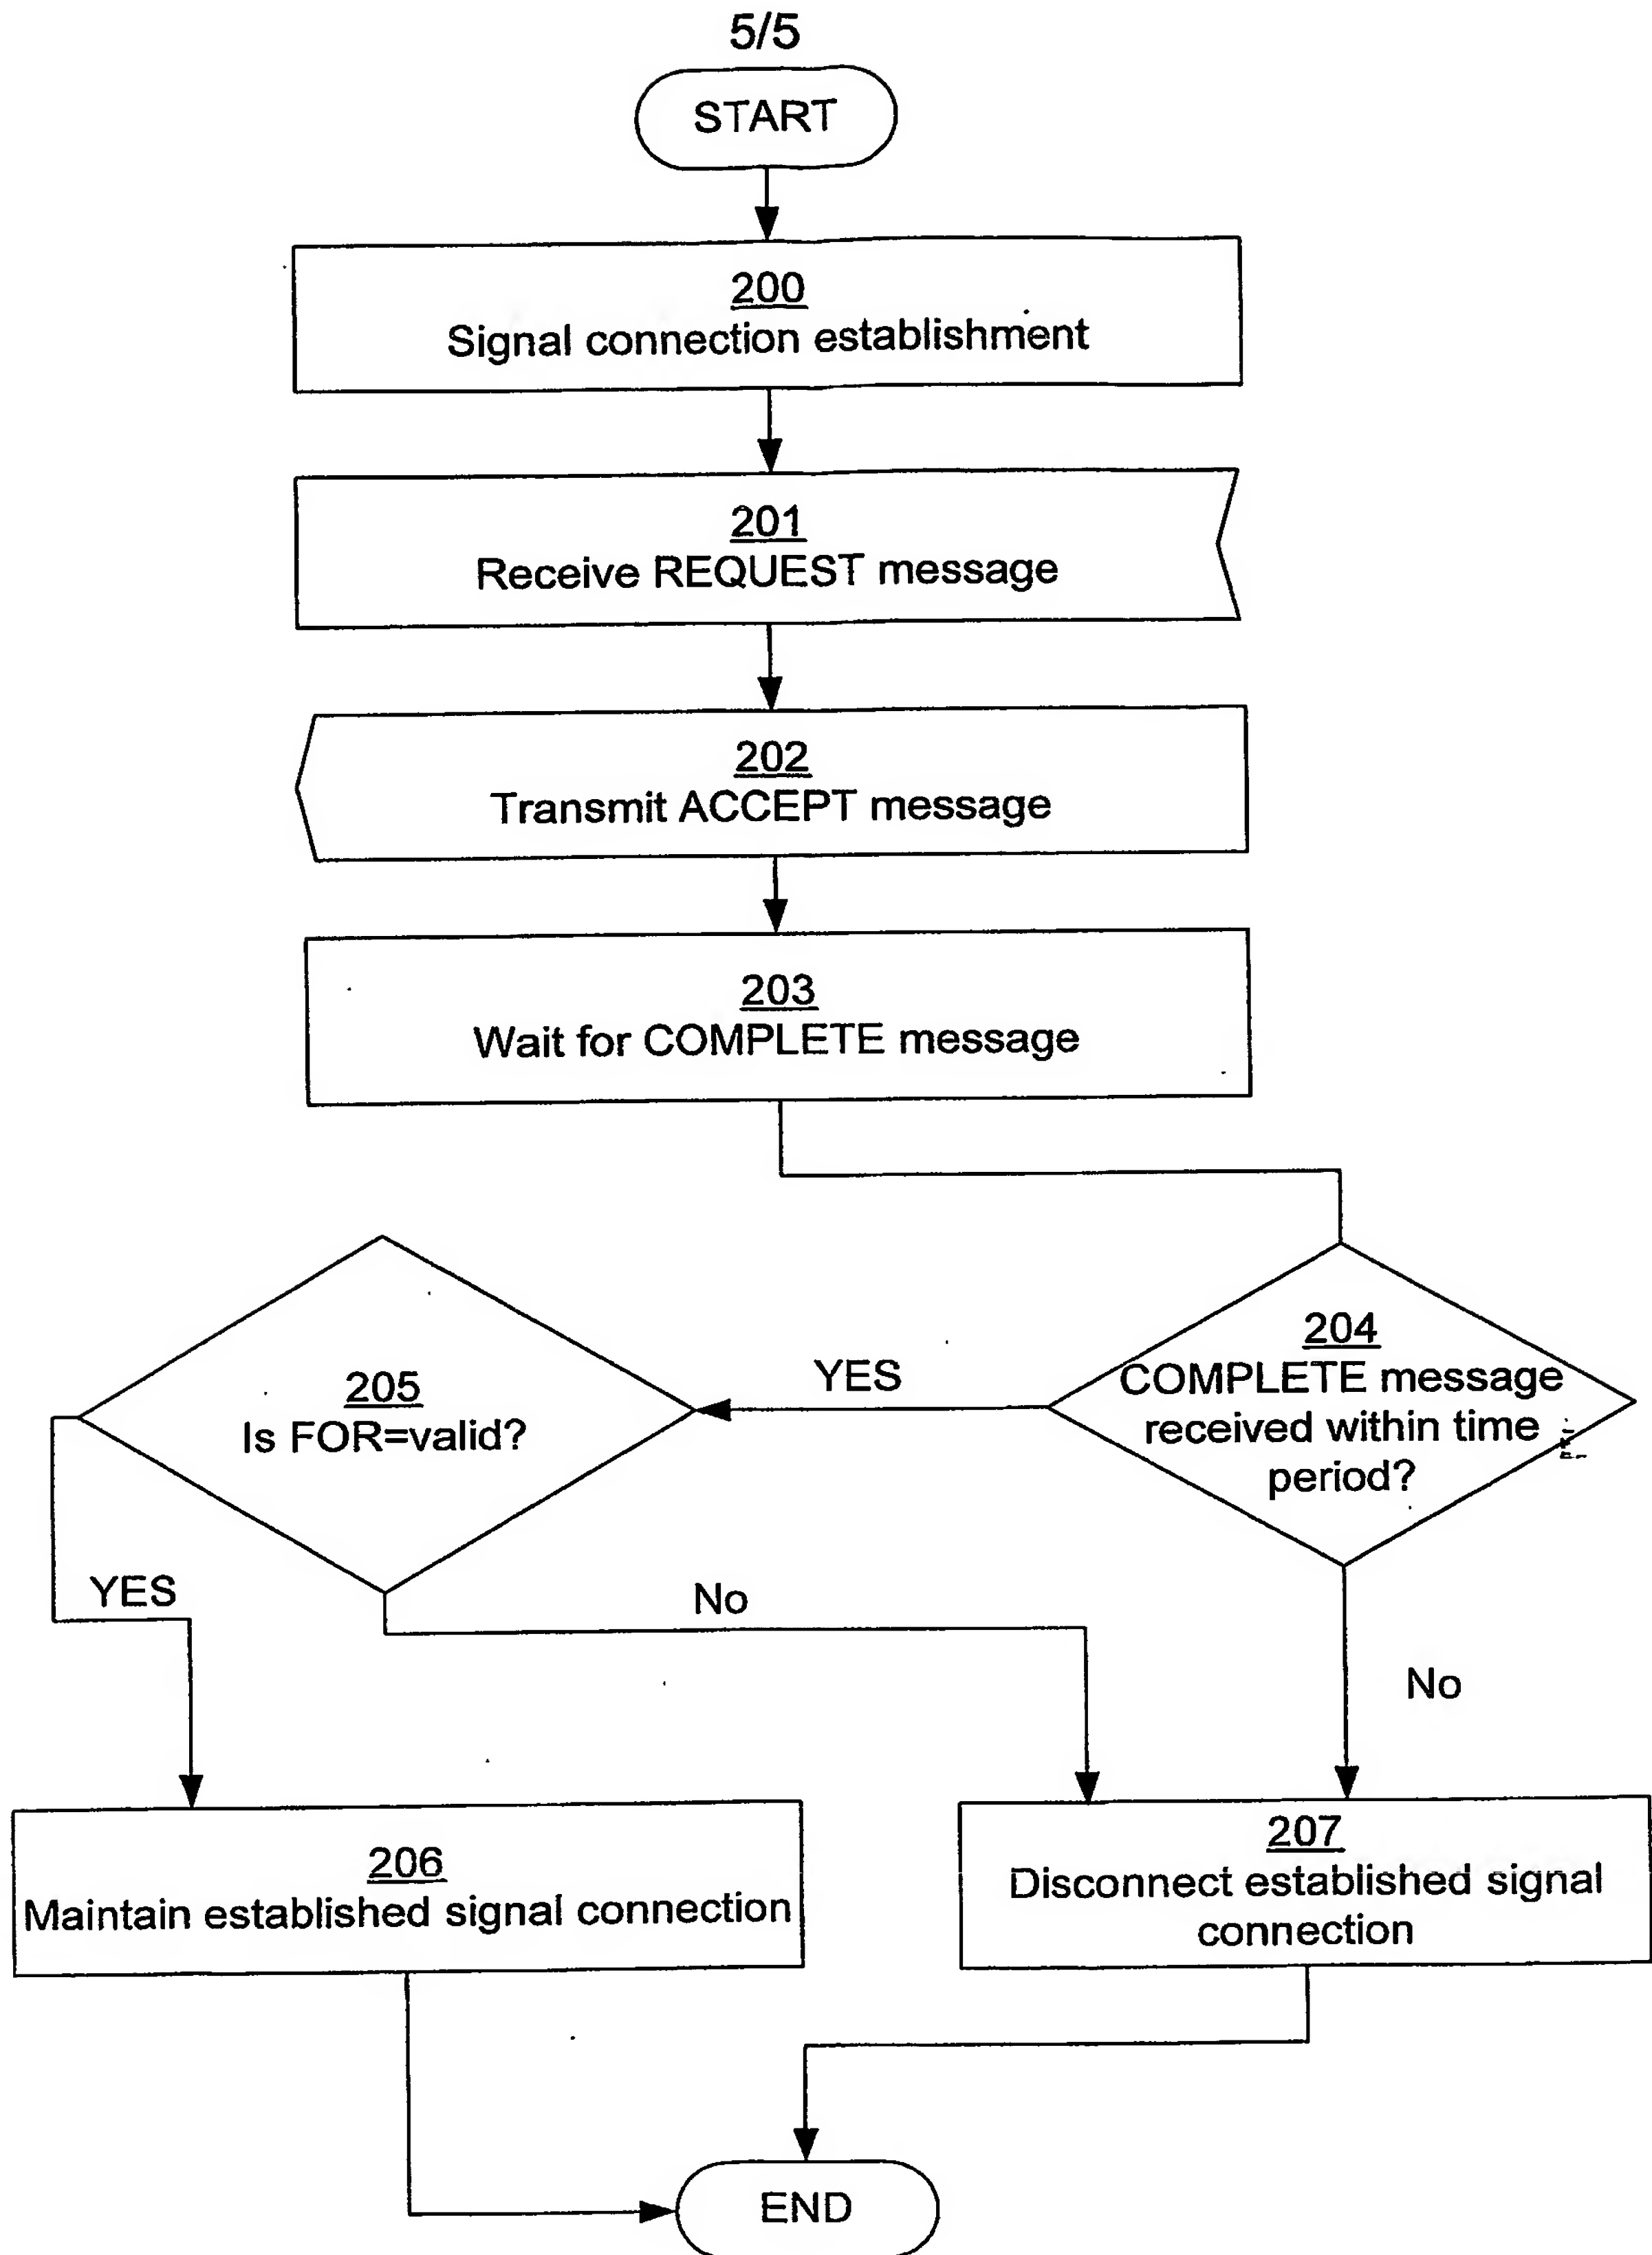 5/5
START
200
Signal connection establishment
201
Receive REQUEST message
202
Transmit ACCEPT message
203
Wait for COMPLETE message
204
COMPLETE message
received within time
period?
YES
205
Is FOR=valid?
YES
No
No
206
Maintain established signal connection
207
Disconnect established signal
connection
END